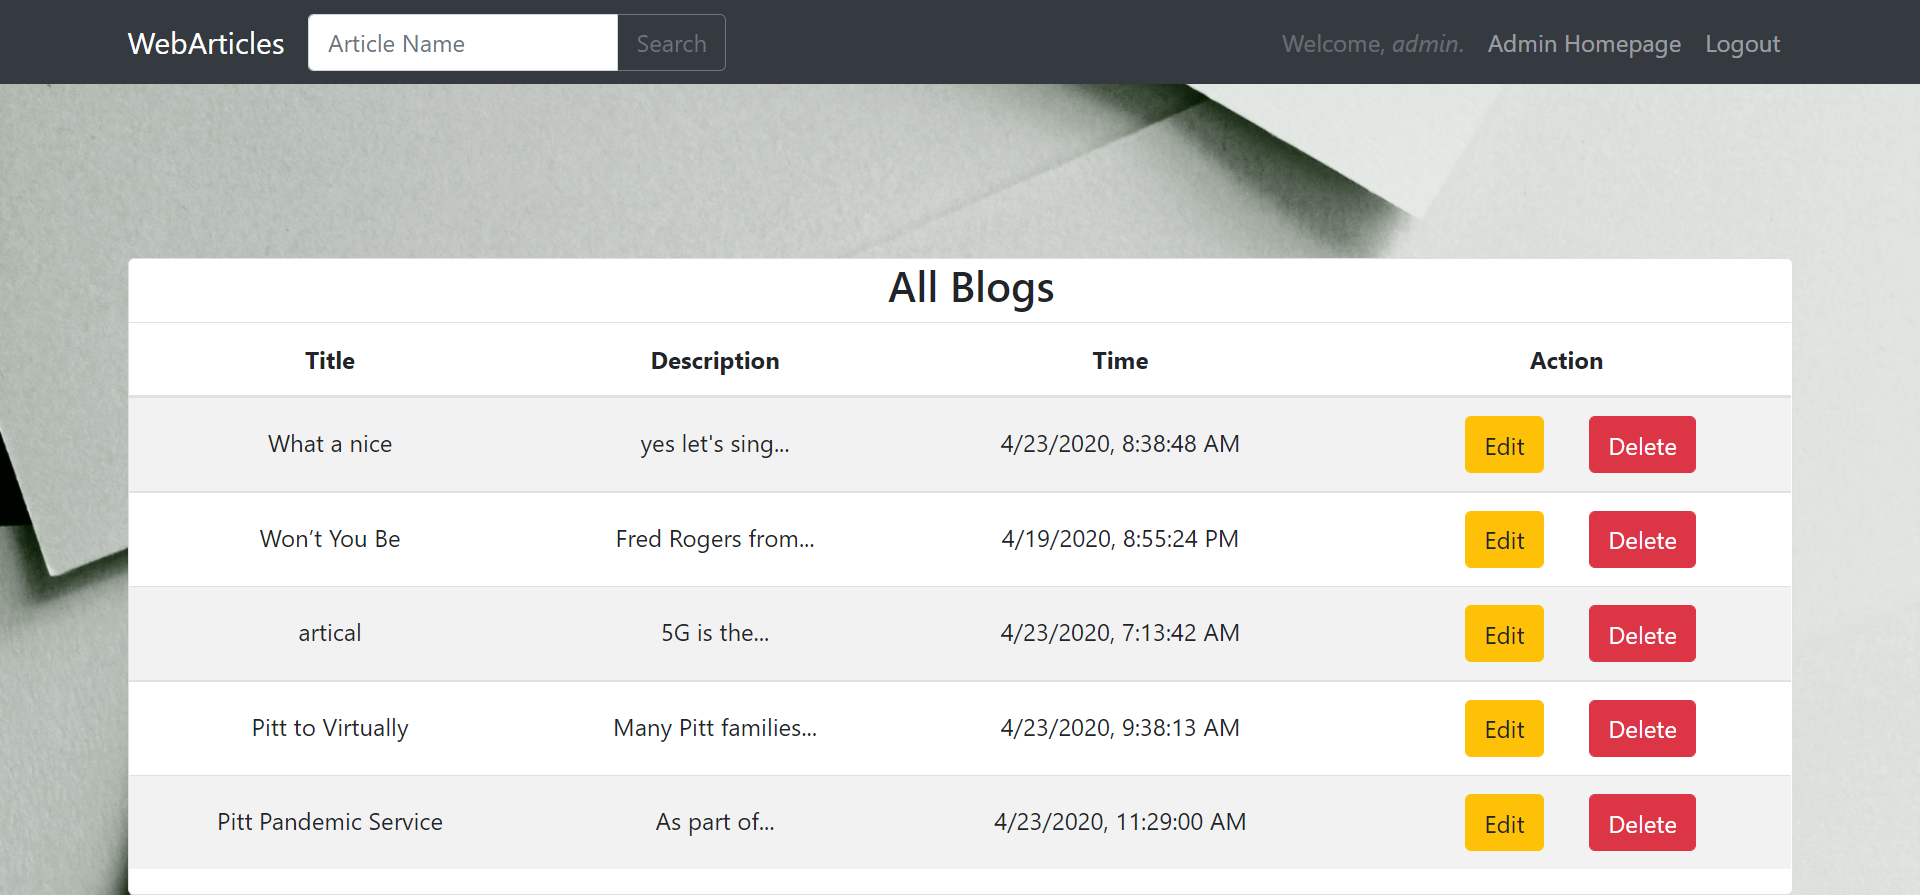 WebArticles Article Name Search Welcome, admin. Admin Homepage Logout
All Blogs
Title Description Time Action
What a nice yes let's sing... 4/23/2020, 8:38:48 AM Edit Delete
Won’t You Be Fred Rogers from... 4/19/2020, 8:55:24 PM Edit Delete
artical 5G is the... 4/23/2020, 7:13:42 AM Edit Delete
Pitt to Virtually Many Pitt families... 4/23/2020, 9:38:13 AM Edit Delete
Pitt Pandemic Service As part of... 4/23/2020, 11:29:00 AM Edit Delete